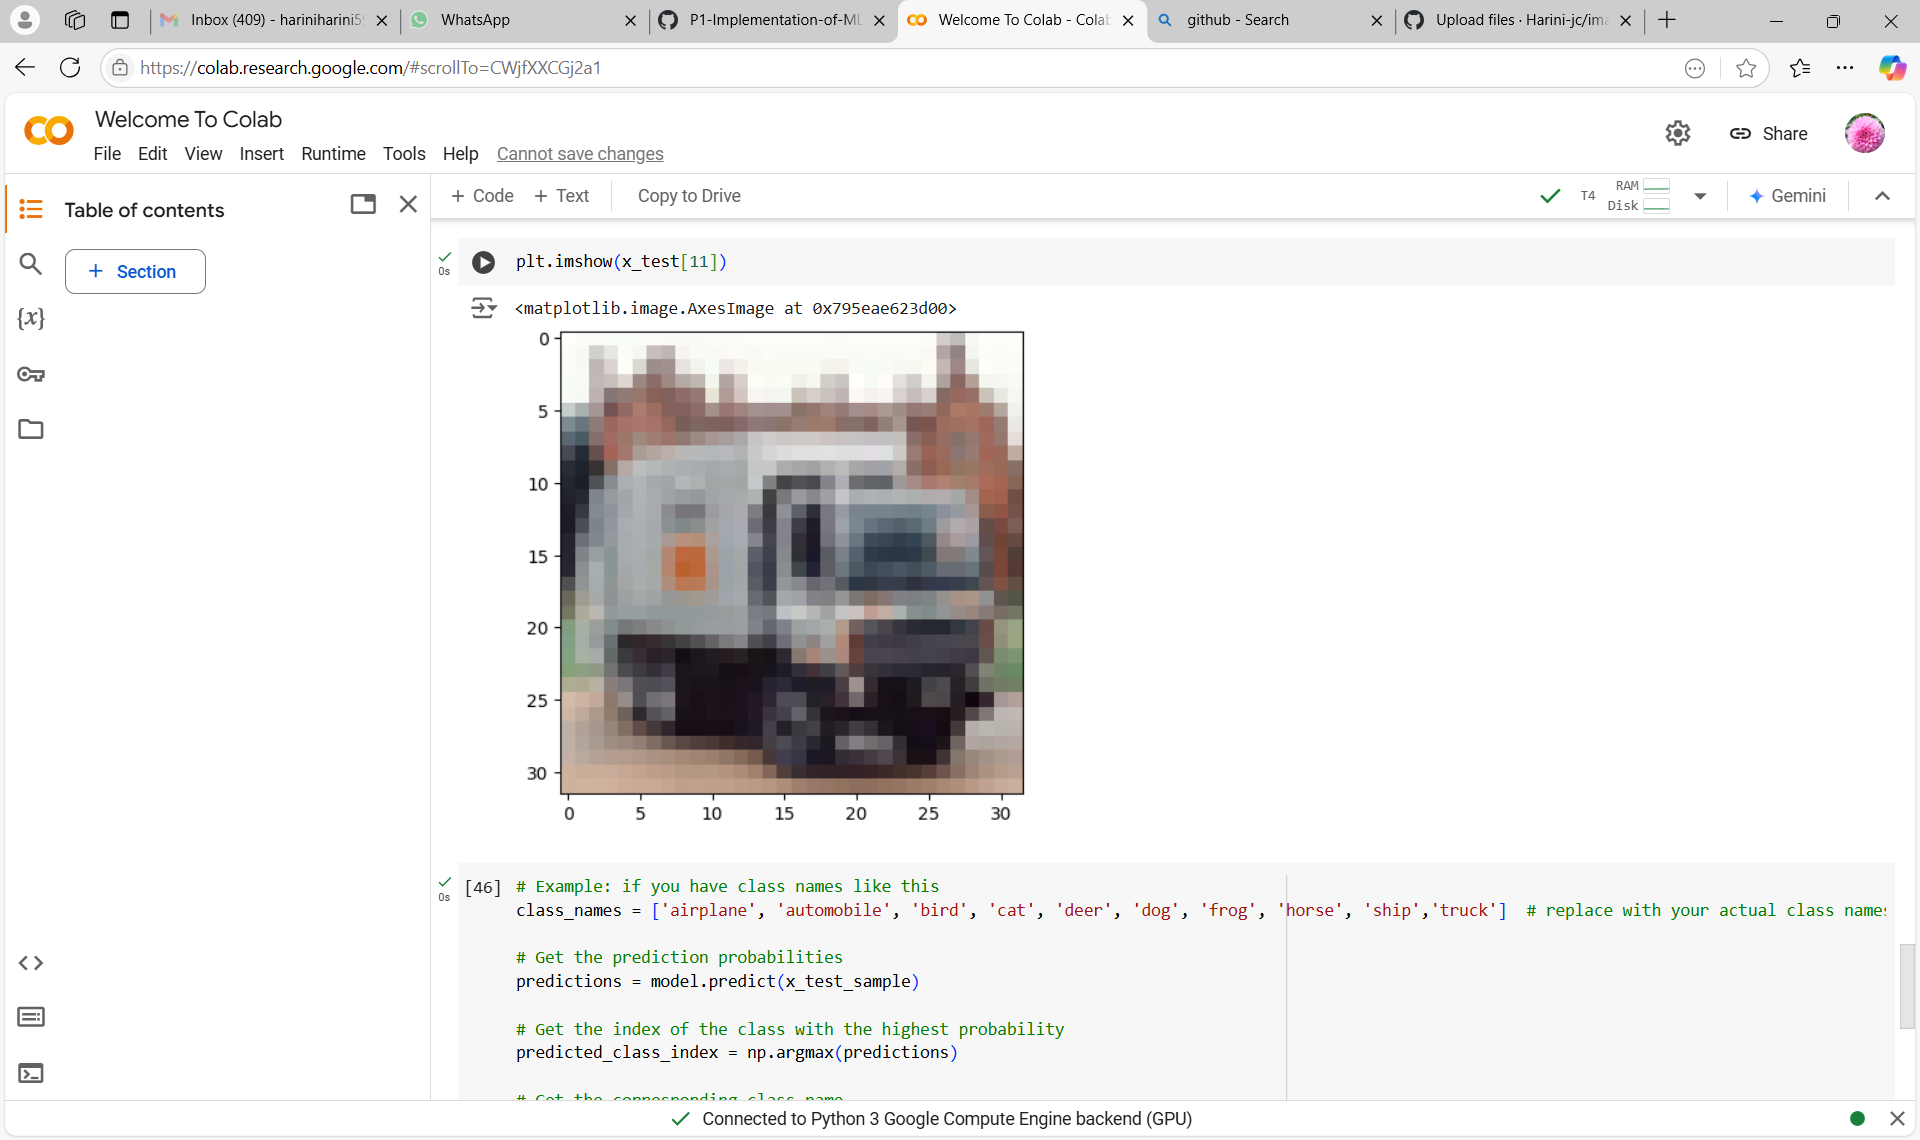 Inbox (409) - hariniharini59
WhatsApp
P1-Implementation-of-ML
Welcome To Colab - Colab
github - Search
Upload files · Harini-jc/ima
https://colab.research.google.com/#scrollTo=CWjfXXCGj2a1
Welcome To Colab
File Edit View Insert Runtime Tools Help Cannot save changes
Share
Table of contents
+ Section
+ Code + Text Copy to Drive
T4 RAM
Disk
Gemini
{x}
0s
plt.imshow(x_test[11])
<matplotlib.image.AxesImage at 0x795eae623d00>
0
5
10
15
20
25
30
0 5 10 15 20 25 30
0s
[46] # Example: if you have class names like this
class_names = ['airplane', 'automobile', 'bird', 'cat', 'deer', 'dog', 'frog', 'horse', 'ship','truck'] # replace with your actual class names
# Get the prediction probabilities
predictions = model.predict(x_test_sample)
# Get the index of the class with the highest probability
predicted_class_index = np.argmax(predictions)
# Get the corresponding class name
Connected to Python 3 Google Compute Engine backend (GPU)